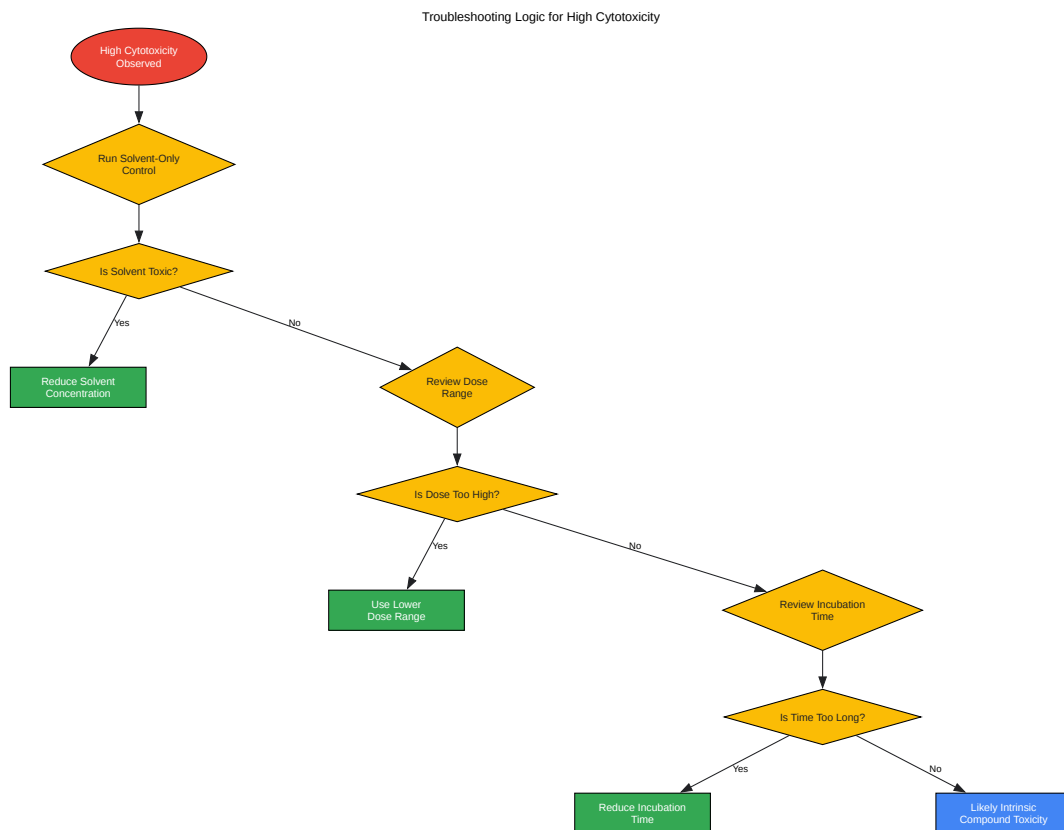 Troubleshooting Logic for High Cytotoxicity
High Cytotoxicity
Observed
Run Solvent-Only
Control
Is Solvent Toxic?
Yes
No
Reduce Solvent
Concentration
Review Dose
Range
Is Dose Too High?
Yes
No
Use Lower
Dose Range
Review Incubation
Time
Is Time Too Long?
Yes
No
Reduce Incubation
Time
Likely Intrinsic
Compound Toxicity